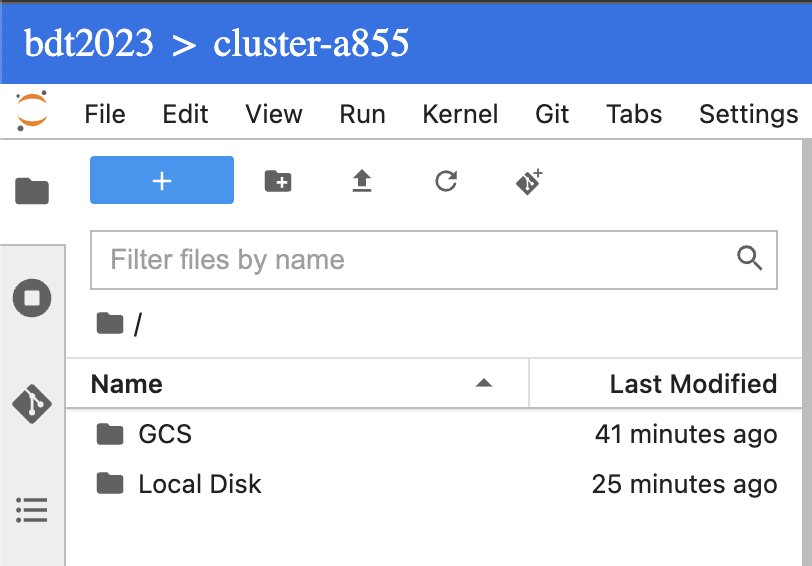 bdt2023 > cluster-a855
File Edit View Run Kernel Git Tabs Settings
+
Filter files by name
/
Name Last Modified
GCS 41 minutes ago
Local Disk 25 minutes ago